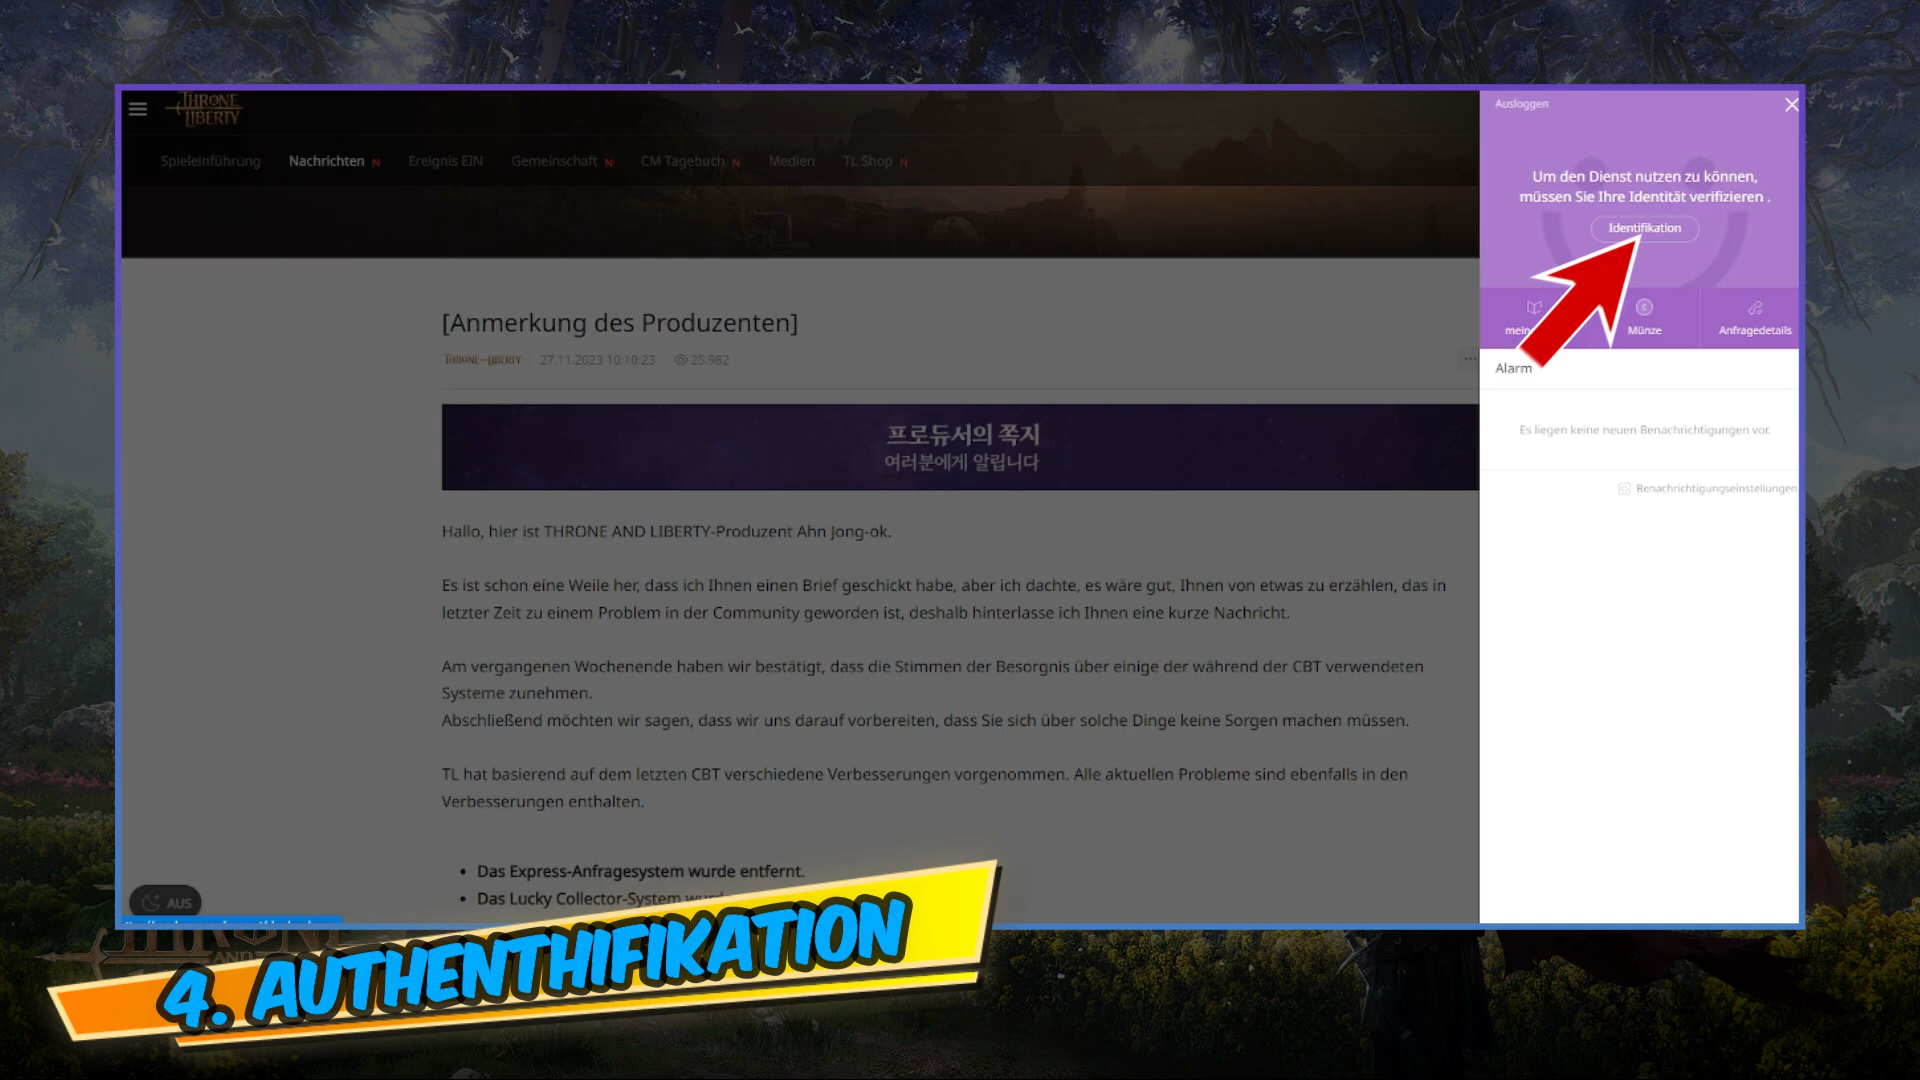 THRONE
LIBERTY
Spieleinführung
Nachrichten N
Ereignis EIN
Gemeinschaft N
CM Tagebuch N
Medien
TL Shop N
Ausloggen
Um den Dienst nutzen zu können,
müssen Sie Ihre Identität verifizieren .
Identifikation
Münze
Anfragedetails
Alarm
Es liegen keine neuen Benachrichtigungen vor.
Benachrichtigungseinstellungen
[Anmerkung des Produzenten]
THRONE AND LIBERTY
27.11.2023 10:10:23
25.982
프로듀서의 쪽지
여러분에게 알립니다
Hallo, hier ist THRONE AND LIBERTY-Produzent Ahn Jong-ok.
Es ist schon eine Weile her, dass ich Ihnen einen Brief geschickt habe, aber ich dachte, es wäre gut, Ihnen von etwas zu erzählen, das in
letzter Zeit zu einem Problem in der Community geworden ist, deshalb hinterlasse ich Ihnen eine kurze Nachricht.
Am vergangenen Wochenende haben wir bestätigt, dass die Stimmen der Besorgnis über einige der während der CBT verwendeten
Systeme zunehmen.
Abschließend möchten wir sagen, dass wir uns darauf vorbereiten, dass Sie sich über solche Dinge keine Sorgen machen müssen.
TL hat basierend auf dem letzten CBT verschiedene Verbesserungen vorgenommen. Alle aktuellen Probleme sind ebenfalls in den
Verbesserungen enthalten.
• Das Express-Anfragesystem wurde entfernt.
• Das Lucky Collector-System
AUS
4. AUTHENTHIFIKATION